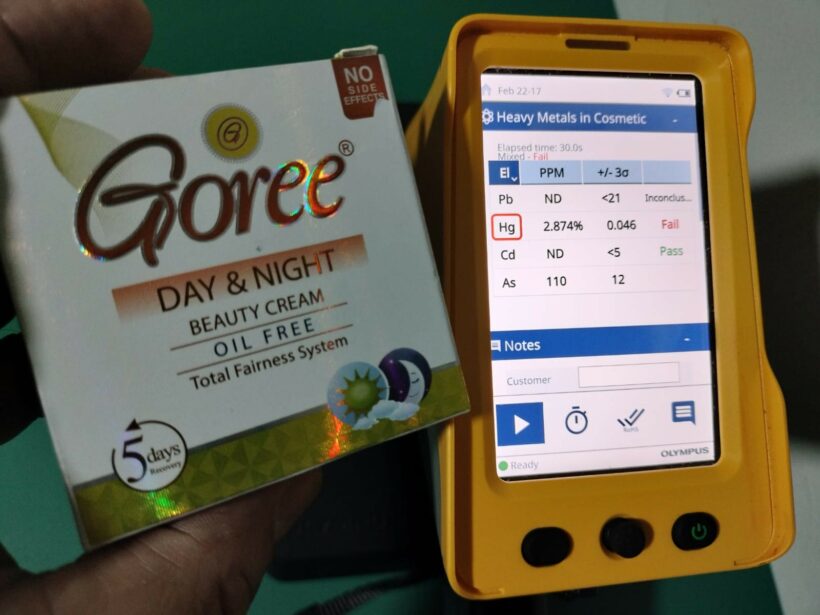 NO
SIDE
EFFECTS
G
Goree®
DAY & NIGHT
BEAUTY CREAM
OIL FREE
Total Fairness System
5 days
Recovery
Feb 22-17
Heavy Metals in Cosmetic
Elapsed time: 30.0s
Mixed - Fail
El PPM +/- 3σ
Pb ND <21 Inconclus...
Hg 2.874% 0.046 Fail
Cd ND <5 Pass
As 110 12
Notes
Customer
RoHS
Ready
OLYMPUS